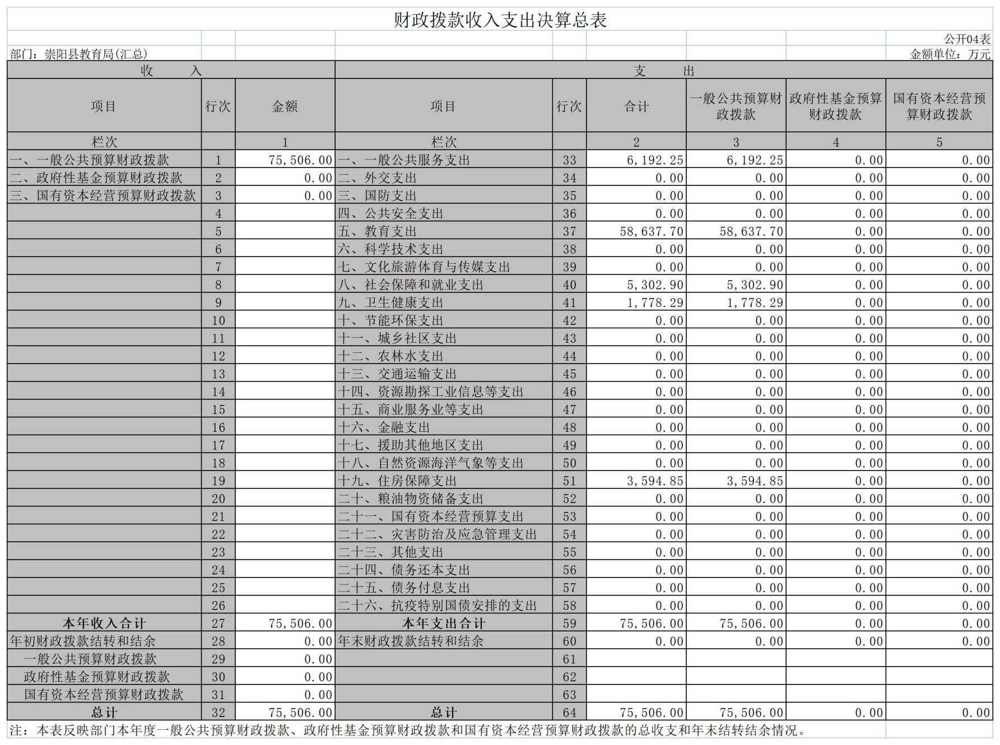 财政拨款收入支出决算总表
公开04表
部门：崇阳县教育局(汇总) 金额单位：万元
收 入 支 出
项目 行次 金额 项目 行次 合计 一般公共预算财政拨款 政府性基金预算财政拨款 国有资本经营预算财政拨款
栏次 1 栏次 2 3 4 5
一、一般公共预算财政拨款 1 75,506.00 一、一般公共服务支出 33 6,192.25 6,192.25 0.00 0.00
二、政府性基金预算财政拨款 2 0.00 二、外交支出 34 0.00 0.00 0.00 0.00
三、国有资本经营预算财政拨款 3 0.00 三、国防支出 35 0.00 0.00 0.00 0.00
4 四、公共安全支出 36 0.00 0.00 0.00 0.00
5 五、教育支出 37 58,637.70 58,637.70 0.00 0.00
6 六、科学技术支出 38 0.00 0.00 0.00 0.00
7 七、文化旅游体育与传媒支出 39 0.00 0.00 0.00 0.00
8 八、社会保障和就业支出 40 5,302.90 5,302.90 0.00 0.00
9 九、卫生健康支出 41 1,778.29 1,778.29 0.00 0.00
10 十、节能环保支出 42 0.00 0.00 0.00 0.00
11 十一、城乡社区支出 43 0.00 0.00 0.00 0.00
12 十二、农林水支出 44 0.00 0.00 0.00 0.00
13 十三、交通运输支出 45 0.00 0.00 0.00 0.00
14 十四、资源勘探工业信息等支出 46 0.00 0.00 0.00 0.00
15 十五、商业服务业等支出 47 0.00 0.00 0.00 0.00
16 十六、金融支出 48 0.00 0.00 0.00 0.00
17 十七、援助其他地区支出 49 0.00 0.00 0.00 0.00
18 十八、自然资源海洋气象等支出 50 0.00 0.00 0.00 0.00
19 十九、住房保障支出 51 3,594.85 3,594.85 0.00 0.00
20 二十、粮油物资储备支出 52 0.00 0.00 0.00 0.00
21 二十一、国有资本经营预算支出 53 0.00 0.00 0.00 0.00
22 二十二、灾害防治及应急管理支出 54 0.00 0.00 0.00 0.00
23 二十三、其他支出 55 0.00 0.00 0.00 0.00
24 二十四、债务还本支出 56 0.00 0.00 0.00 0.00
25 二十五、债务付息支出 57 0.00 0.00 0.00 0.00
26 二十六、抗疫特别国债安排的支出 58 0.00 0.00 0.00 0.00
本年收入合计 27 75,506.00 本年支出合计 59 75,506.00 75,506.00 0.00 0.00
年初财政拨款结转和结余 28 0.00 年末财政拨款结转和结余 60 0.00 0.00 0.00 0.00
一般公共预算财政拨款 29 0.00 61
政府性基金预算财政拨款 30 0.00 62
国有资本经营预算财政拨款 31 0.00 63
总计 32 75,506.00 总计 64 75,506.00 75,506.00 0.00 0.00
注：本表反映部门本年度一般公共预算财政拨款、政府性基金预算财政拨款和国有资本经营预算财政拨款的总收支和年末结转结余情况。